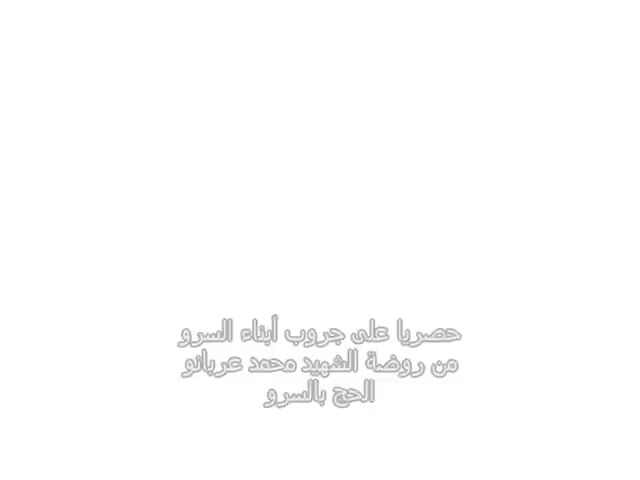 حصريا على جروب أبناء السرو
من روضة الشهيد محمد عربانو
الحج بالسرو